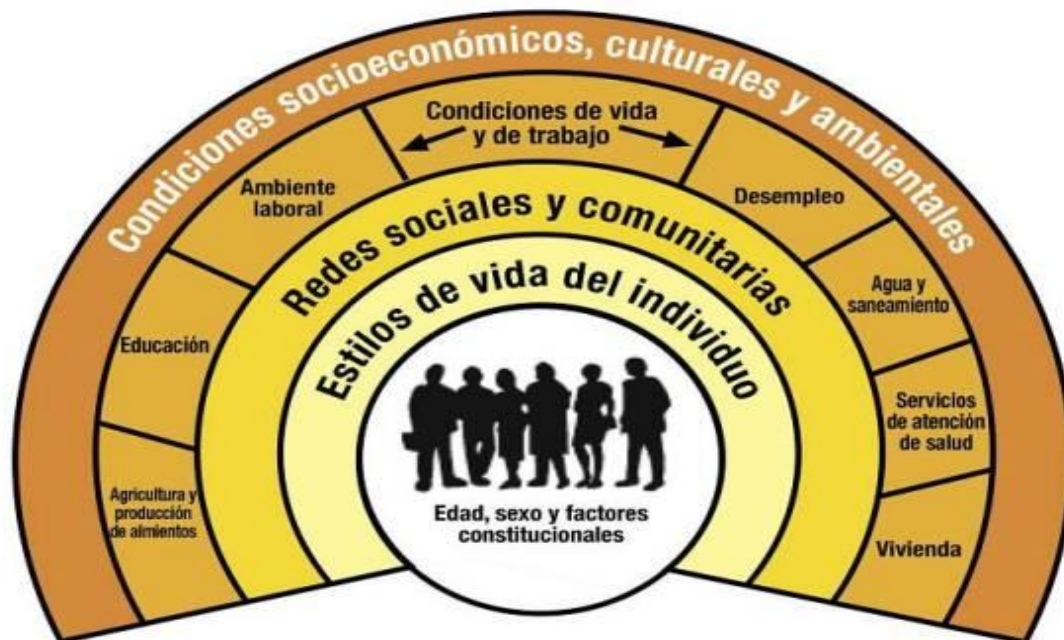 Condiciones socioeconómicos, culturales y ambientales
Condiciones de vida
y de trabajo
Ambiente
laboral
Desempleo
Educación
Agua y
saneamiento
Agricultura y
producción
de almientos
Servicios
de atención
de salud
Vivienda
Redes sociales y comunitarias
Estilos de vida del individuo
Edad, sexo y factores
constitucionales